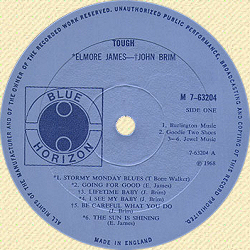 ALL RIGHTS OF THE MANUFACTURER AND OF THE OWNER OF THE RECORDED WORK RESERVED. UNAUTHORIZED PUBLIC PERFORMANCE, BROADCASTING AND COPYING OF THIS RECORD PROHIBITED.
TOUGH
*ELMORE JAMES—†JOHN BRIM
BLUE
HORIZON
M 7-63204
SIDE ONE
1. Burlington Music
2. Goodie Two Shoes
3—6. Jewel Music
7-63204 A
℗ 1968
*1. STORMY MONDAY BLUES (T Bone Walker)
*2. GOING FOR GOOD (E. James)
†3. LIFETIME BABY (J. Brim)
†4. I SEE MY BABY (J. Brim)
†5. BE CAREFUL WHAT YOU DO
(J. Brim)
*6. THE SUN IS SHINING
(E. James)
MADE IN ENGLAND